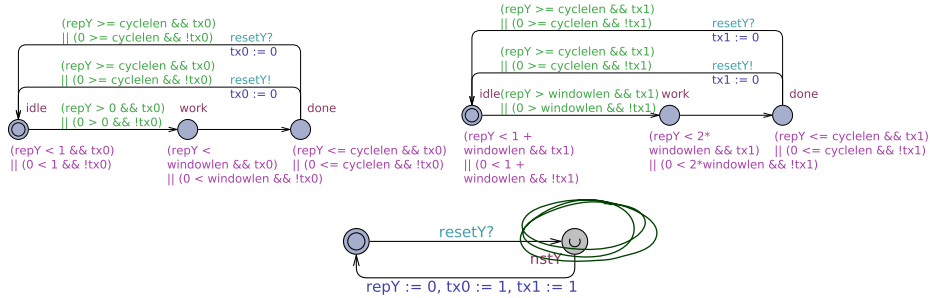 (repY >= cyclelen && tx0)
|| (0 >= cyclelen && !tx0)
resetY?
tx0 := 0
(repY >= cyclelen && tx0)
|| (0 >= cyclelen && !tx0)
resetY!
tx0 := 0
idle
(repY > 0 && tx0)
|| (0 > 0 && !tx0)
work
done
(repY < 1 && tx0)
|| (0 < 1 && !tx0)
(repY <
windowlen && tx0)
|| (0 < windowlen && !tx0)
(repY <= cyclelen && tx0)
|| (0 <= cyclelen && !tx0)
(repY >= cyclelen && tx1)
|| (0 >= cyclelen && !tx1)
resetY?
tx1 := 0
(repY >= cyclelen && tx1)
|| (0 >= cyclelen && !tx1)
resetY!
tx1 := 0
idle
(repY > windowlen && tx1)
|| (0 > windowlen && !tx1)
work
done
(repY < 1 +
windowlen && tx1)
|| (0 < 1 +
windowlen && !tx1)
(repY < 2*
windowlen && tx1)
|| (0 < 2*windowlen && !tx1)
(repY <= cyclelen && tx1)
|| (0 <= cyclelen && !tx1)
resetY?
nstY
repY := 0, tx0 := 1, tx1 := 1